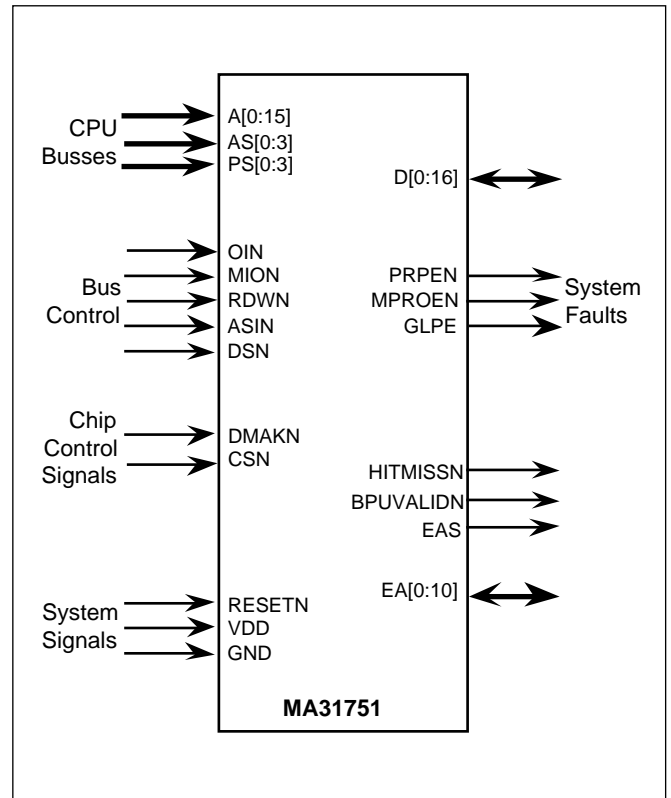 CPU
Busses
A[0:15]
AS[0:3]
PS[0:3]
D[0:16]
Bus
Control
OIN
MION
RDWN
ASIN
DSN
PRPEN
MPROEN
GLPE
System
Faults
Chip
Control
Signals
DMAKN
CSN
HITMISSN
BPUVALIDN
EAS
EA[0:10]
System
Signals
RESETN
VDD
GND
MA31751